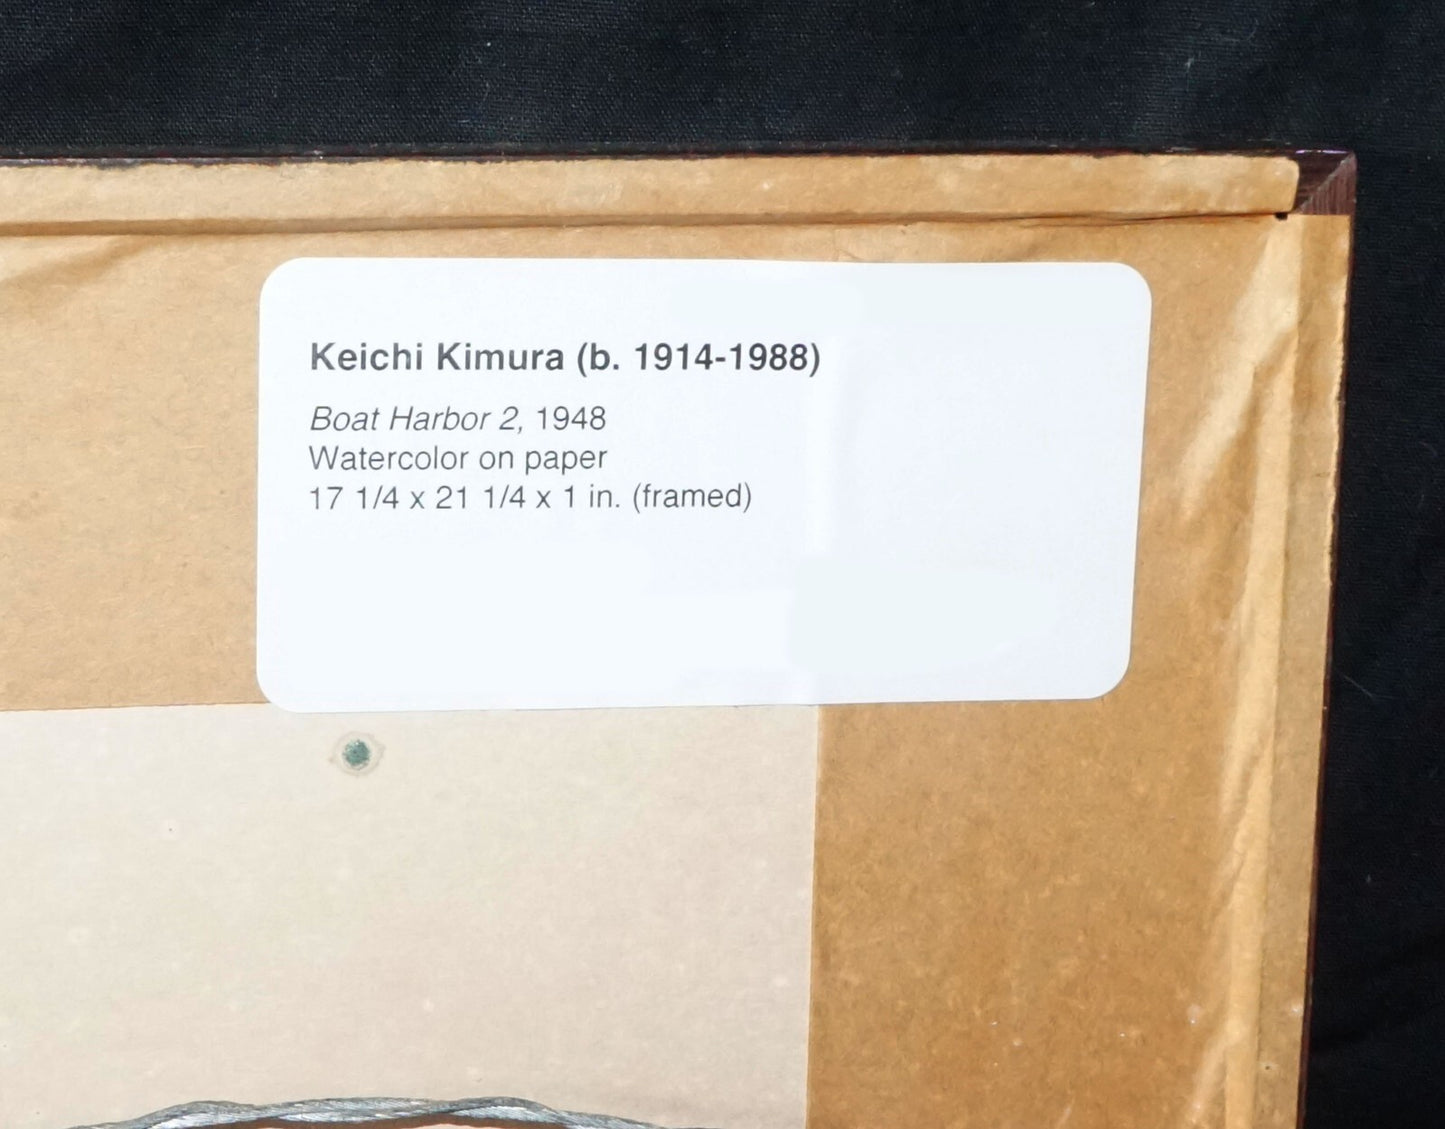 Keichi Kimura (b. 1914-1988)
Boat Harbor 2, 1948
Watercolor on paper
17 1/4 x 21 1/4 x 1 in. (framed)